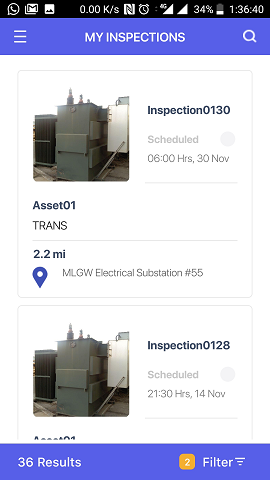 0.00 K/s 4G 34% 1:36:40
MY INSPECTIONS
Inspection0130
Scheduled
06:00 Hrs, 30 Nov
Asset01
TRANS
2.2 mi
MLGW Electrical Substation #55
Inspection0128
Scheduled
21:30 Hrs, 14 Nov
Asset01
36 Results
2 Filter